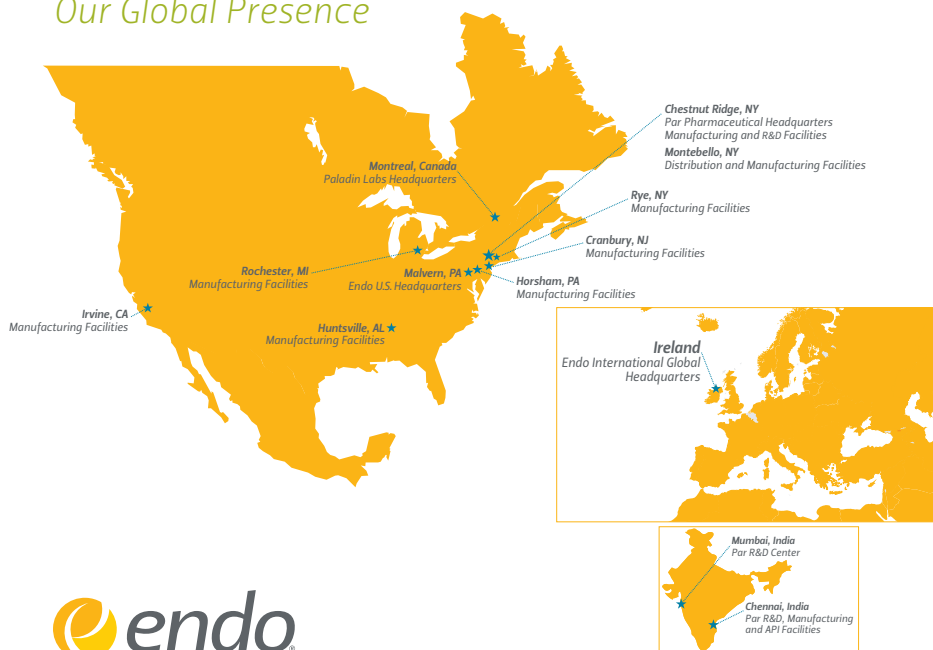 Our Global Presence
Chestnut Ridge, NY
Par Pharmaceutical Headquarters
Manufacturing and R&D Facilities
Montebello, NY
Distribution and Manufacturing Facilities
Montreal, Canada
Paladin Labs Headquarters
Rye, NY
Manufacturing Facilities
Cranbury, NJ
Manufacturing Facilities
Rochester, MI
Manufacturing Facilities
Malvern, PA
Endo U.S. Headquarters
Horsham, PA
Manufacturing Facilities
Irvine, CA
Manufacturing Facilities
Huntsville, AL
Manufacturing Facilities
Ireland
Endo International Global
Headquarters
Mumbai, India
Par R&D Center
Chennai, India
Par R&D, Manufacturing
and API Facilities
endo®